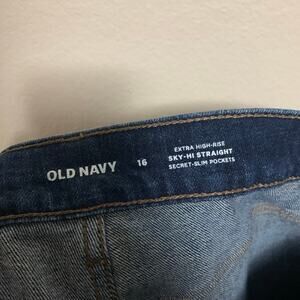 OLD NAVY 16
EXTRA HIGH-RISE
SKY-HI STRAIGHT
SECRET-SLIM POCKETS